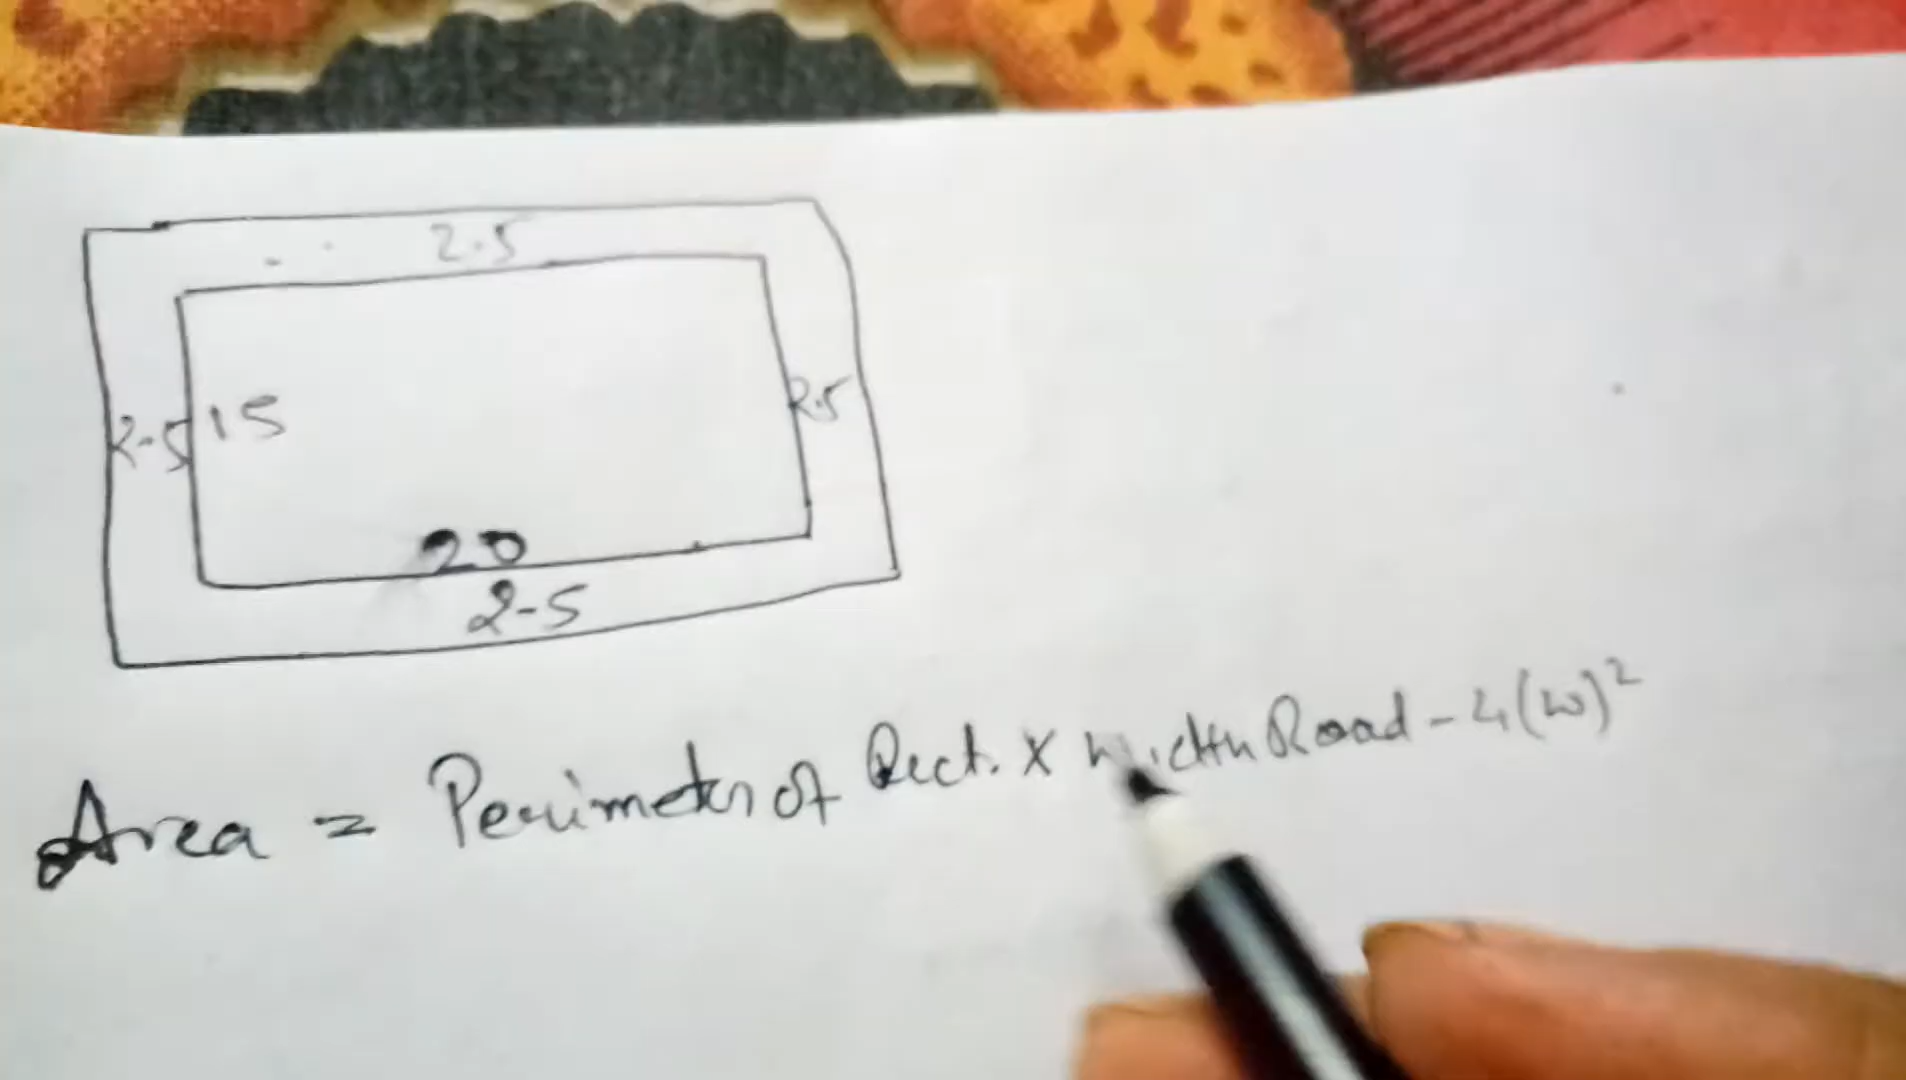 2.5
2-5 15 2.5
20
2-5
Area = Perimeter of Rect. x width Road - 4(w)²